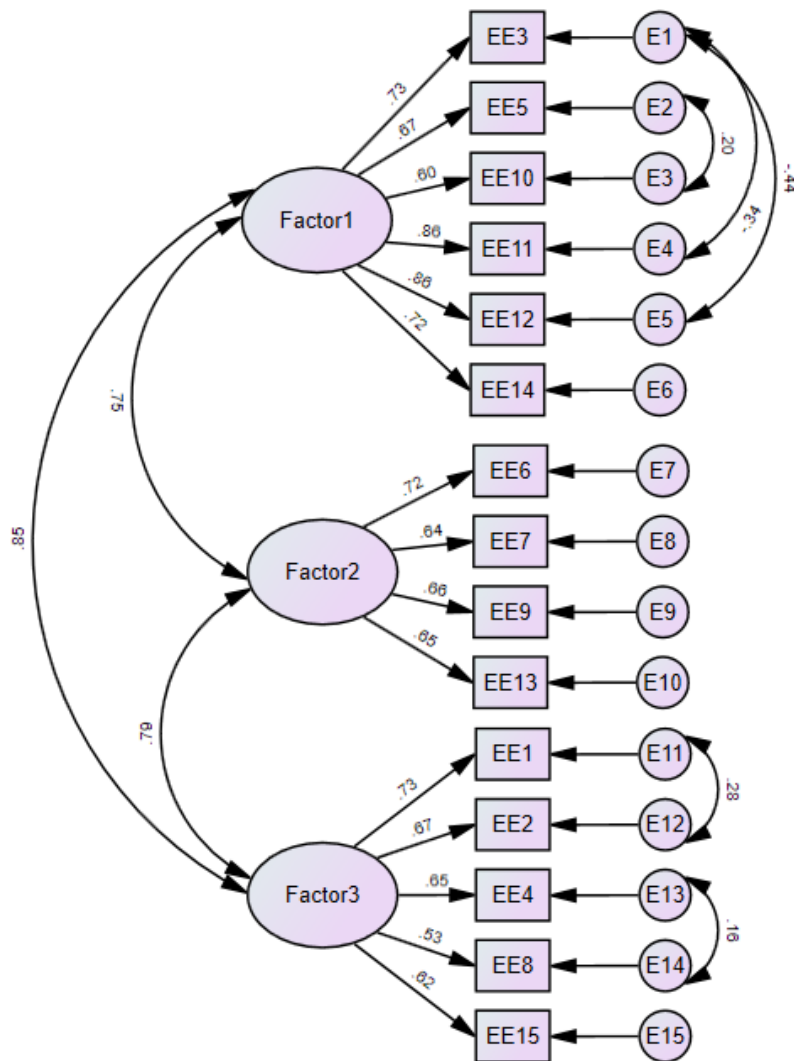 EE3
E1
.73
EE5
E2
.67
.20
EE10
E3
.60
-.44
Factor1
EE11
E4
.86
-.34
EE12
E5
.86
EE14
E6
.72
.75
EE6
E7
.72
EE7
E8
.64
.85
Factor2
EE9
E9
.66
EE13
E10
.65
.79
EE1
E11
.73
.28
EE2
E12
.67
Factor3
EE4
E13
.65
.16
EE8
E14
.53
EE15
E15
.62